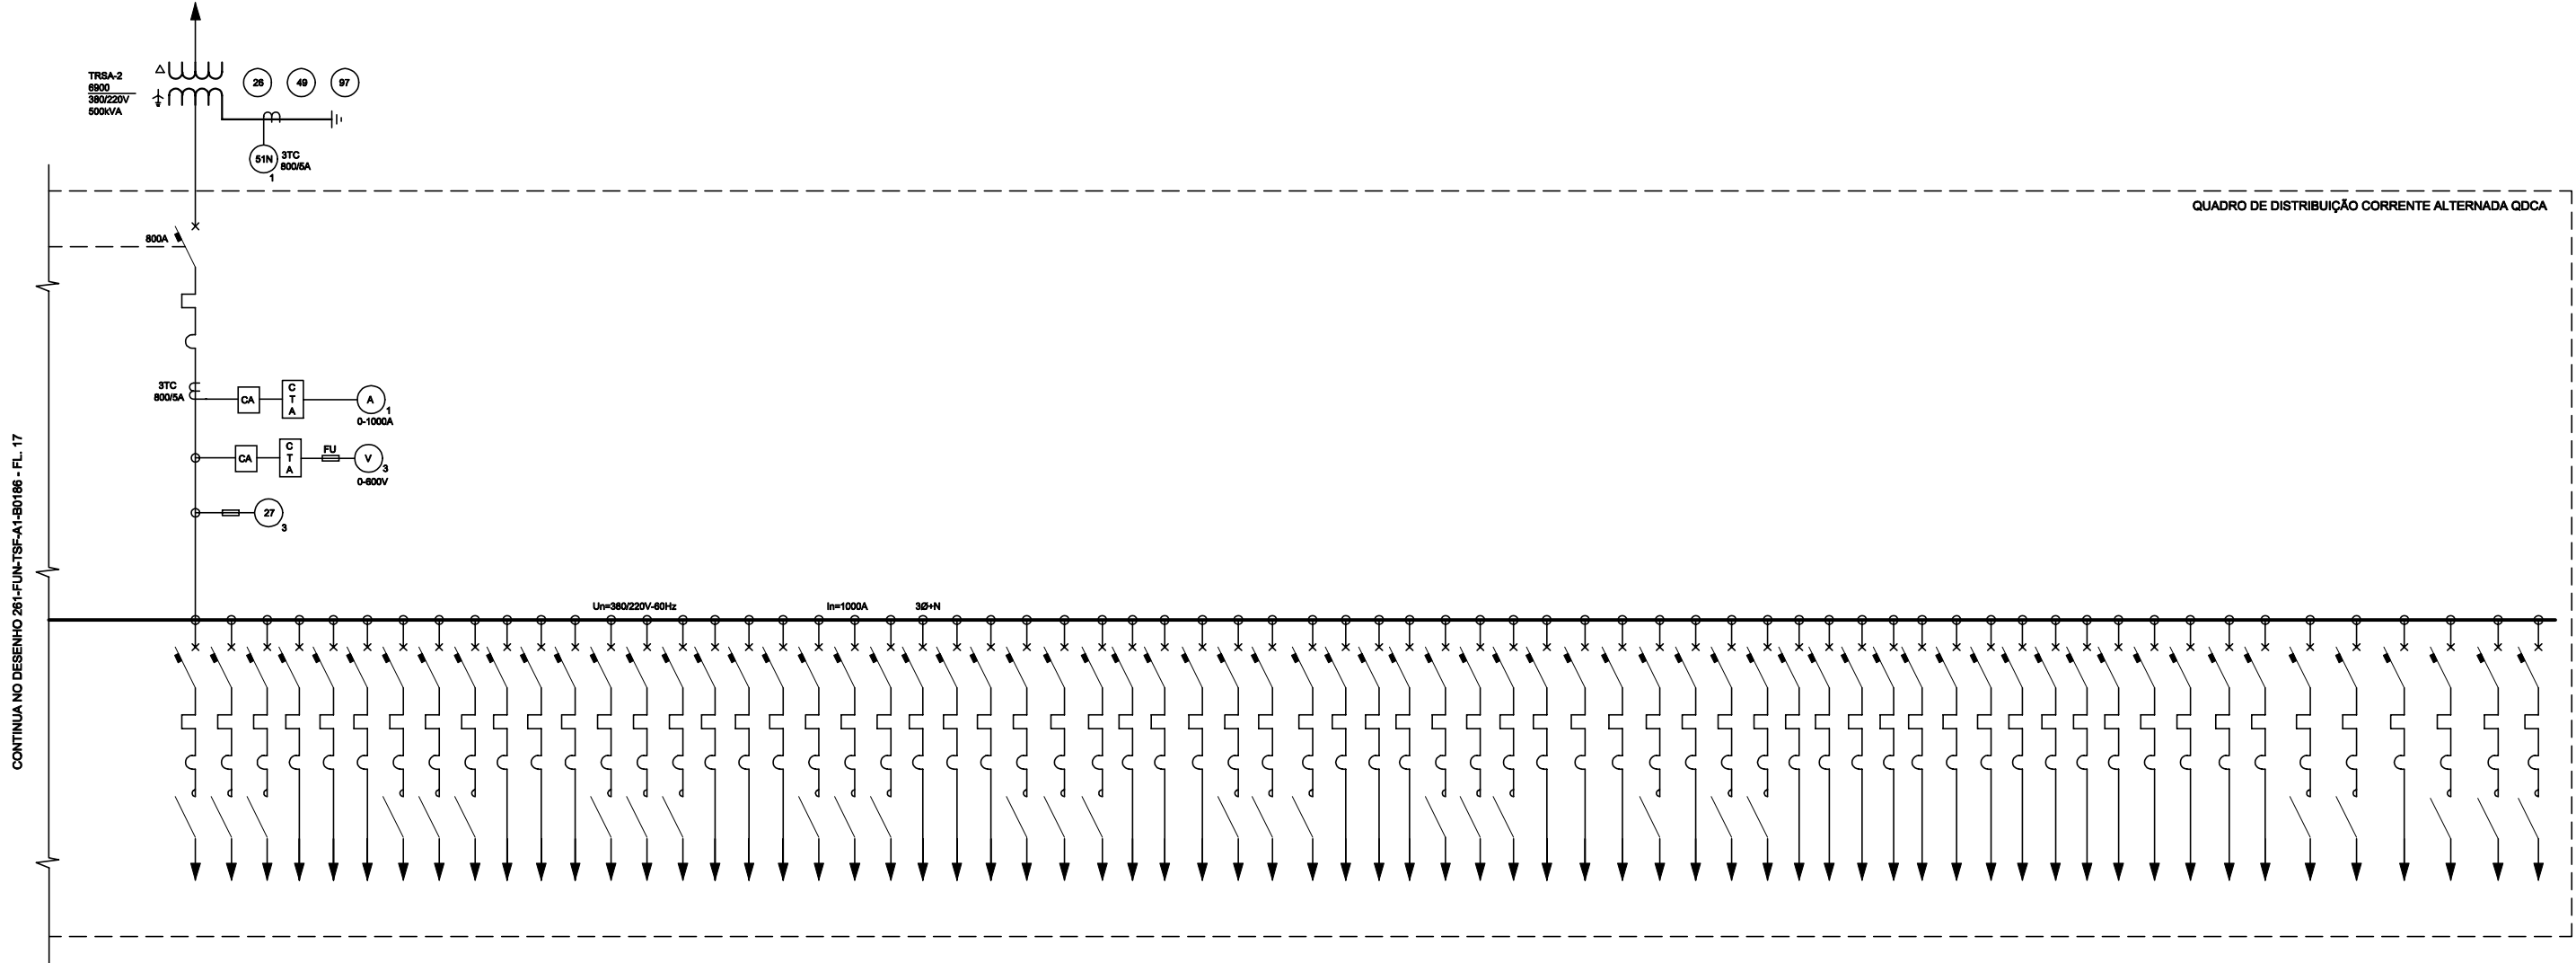 TRSA-2
6900
380/220V
500kVA
26
49
97
51N
1
3TC
800/5A
QUADRO DE DISTRIBUIÇÃO CORRENTE ALTERNADA QDCA
800A
3TC
800/5A
CA
C
T
A
A
1
0-1000A
CA
C
T
A
FU
V
3
0-600V
27
3
CONTINUA NO DESENHO 261-FUN-TSF-A1-B0186 - FL. 17
Un=380/220V-60Hz
In=1000A
3Ø+N